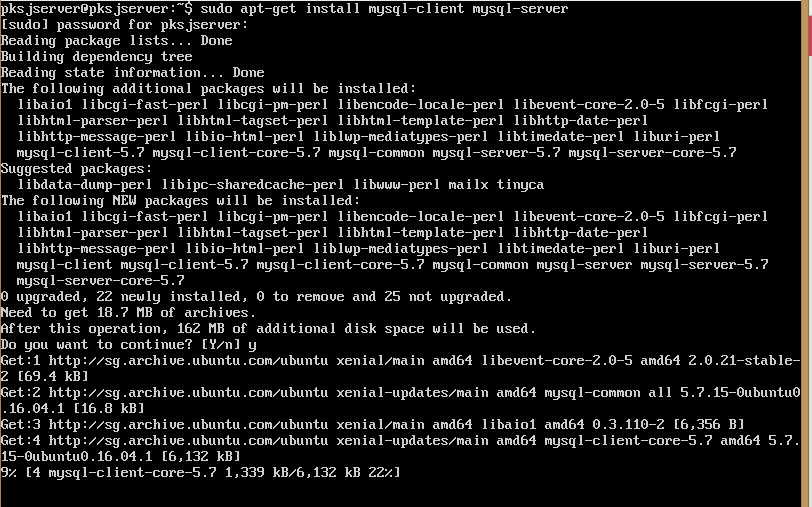 pksjserver@pksjserver:~$ sudo apt-get install mysql-client mysql-server
[sudo] password for pksjserver:
Reading package lists... Done
Building dependency tree
Reading state information... Done
The following additional packages will be installed:
  libaio1 libcgi-fast-perl libcgi-pm-perl libencode-locale-perl libevent-core-2.0-5 libfcgi-perl
  libhtml-parser-perl libhtml-tagset-perl libhtml-template-perl libhttp-date-perl
  libhttp-message-perl libio-html-perl liblwp-mediatypes-perl libtimedate-perl liburi-perl
  mysql-client-5.7 mysql-client-core-5.7 mysql-common mysql-server-5.7 mysql-server-core-5.7
Suggested packages:
  libdata-dump-perl libipc-sharedcache-perl libwww-perl mailx tinyca
The following NEW packages will be installed:
  libaio1 libcgi-fast-perl libcgi-pm-perl libencode-locale-perl libevent-core-2.0-5 libfcgi-perl
  libhtml-parser-perl libhtml-tagset-perl libhtml-template-perl libhttp-date-perl
  libhttp-message-perl libio-html-perl liblwp-mediatypes-perl libtimedate-perl liburi-perl
  mysql-client mysql-client-5.7 mysql-client-core-5.7 mysql-common mysql-server mysql-server-5.7
  mysql-server-core-5.7
0 upgraded, 22 newly installed, 0 to remove and 25 not upgraded.
Need to get 18.7 MB of archives.
After this operation, 162 MB of additional disk space will be used.
Do you want to continue? [Y/n] y
Get:1 http://sg.archive.ubuntu.com/ubuntu xenial/main amd64 libevent-core-2.0-5 amd64 2.0.21-stable-
2 [69.4 kB]
Get:2 http://sg.archive.ubuntu.com/ubuntu xenial-updates/main amd64 mysql-common all 5.7.15-0ubuntu0
.16.04.1 [16.8 kB]
Get:3 http://sg.archive.ubuntu.com/ubuntu xenial/main amd64 libaio1 amd64 0.3.110-2 [6,356 B]
Get:4 http://sg.archive.ubuntu.com/ubuntu xenial-updates/main amd64 mysql-client-core-5.7 amd64 5.7.
15-0ubuntu0.16.04.1 [6,132 kB]
9% [4 mysql-client-core-5.7 1,339 kB/6,132 kB 22%]